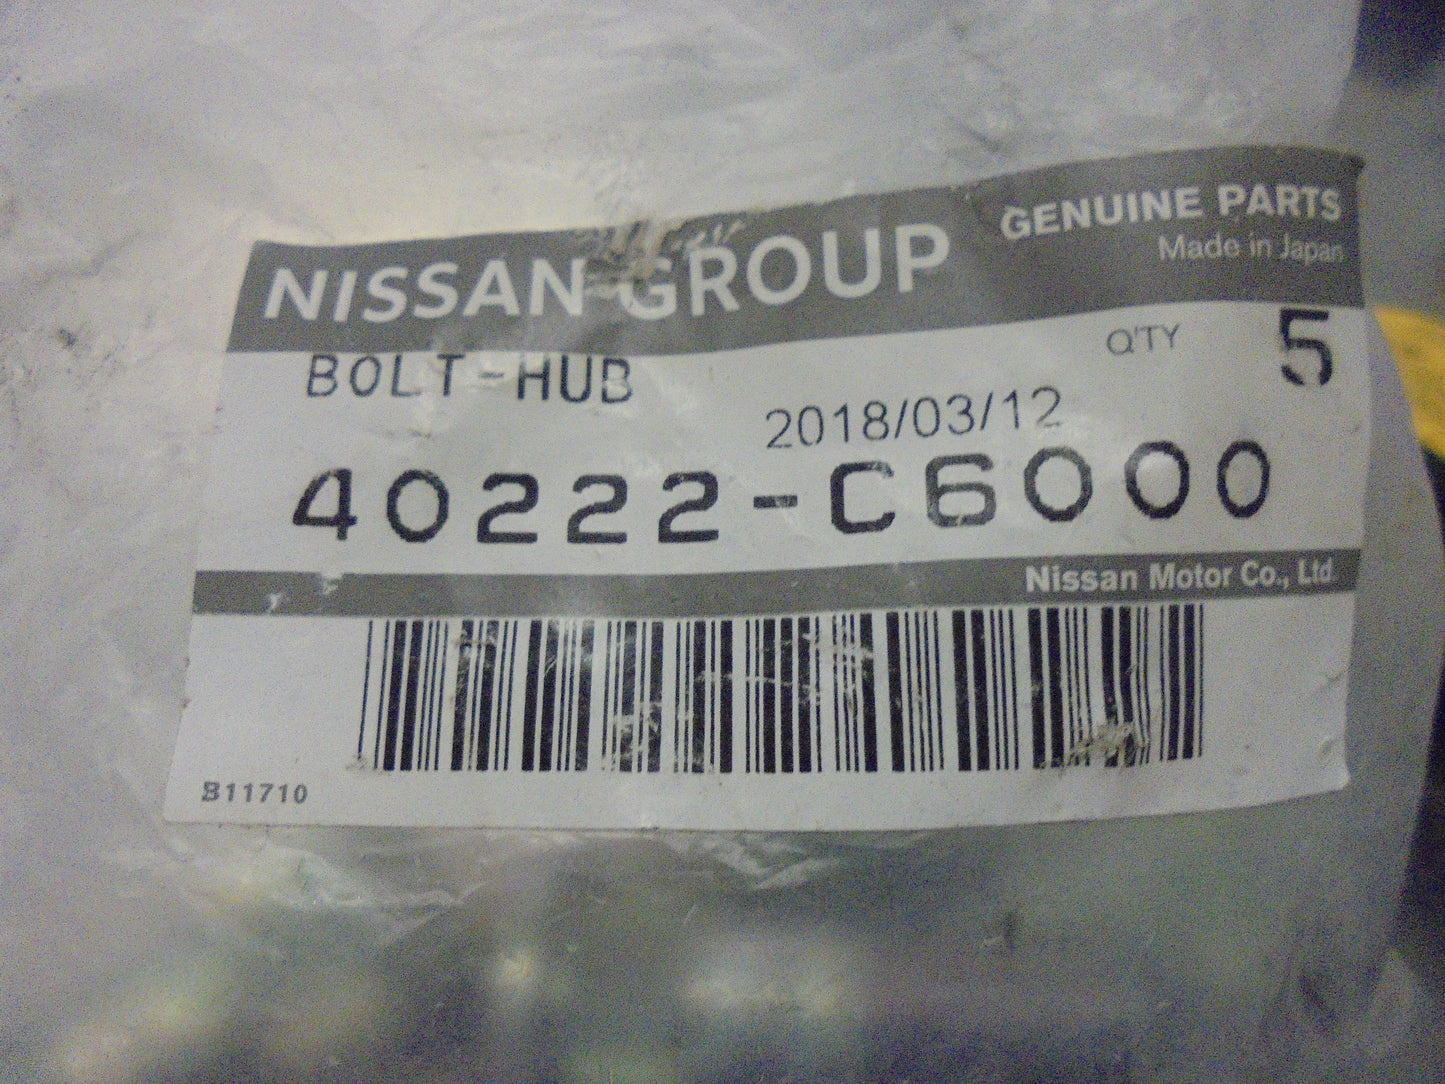 NISSAN GROUP
GENUINE PARTS
Made in Japan
BOLT-HUB
Q'TY 5
2018/03/12
40222-C6000
Nissan Motor Co., Ltd.
B11710